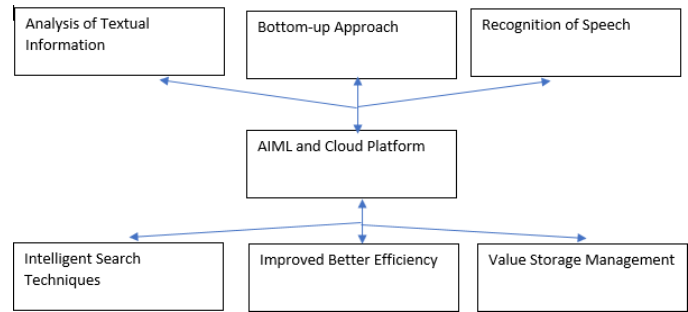 Analysis of Textual
Information
Bottom-up Approach
Recognition of Speech
AIML and Cloud Platform
Intelligent Search
Techniques
Improved Better Efficiency
Value Storage Management